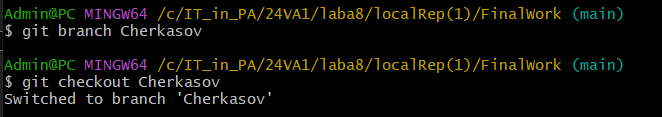 Admin@PC MINGW64 /c/IT_in_PA/24VA1/laba8/localRep(1)/FinalWork (main)
$ git branch Cherkasov
Admin@PC MINGW64 /c/IT_in_PA/24VA1/laba8/localRep(1)/FinalWork (main)
$ git checkout Cherkasov
Switched to branch 'Cherkasov'